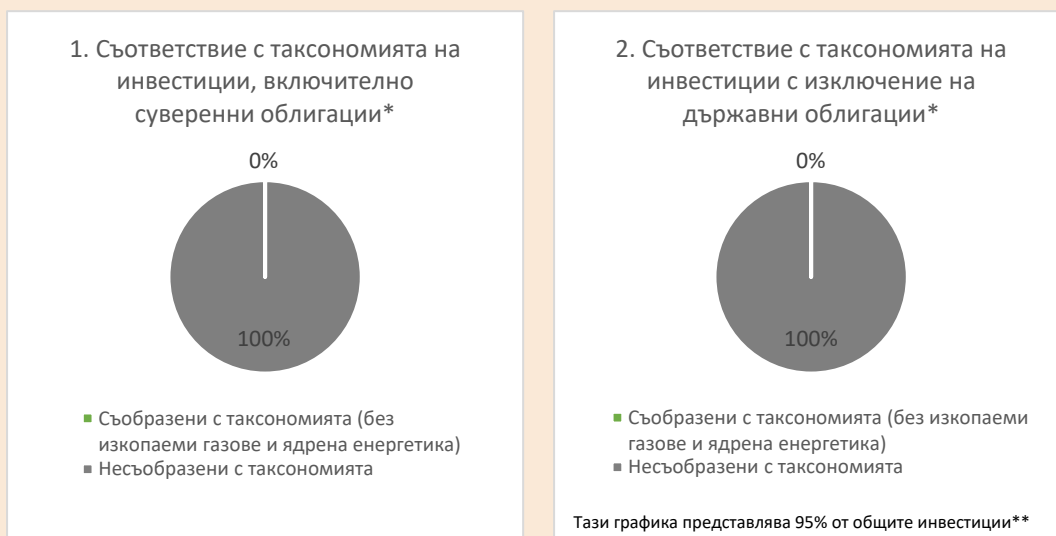 1. Съответствие с таксономията на
инвестиции, включително
суверенни облигации*
0%
100%
Съобразени с таксономията (без
изкопаеми газове и ядрена енергетика)
Несъобразени с таксономията
2. Съответствие с таксономията на
инвестиции с изключение на
държавни облигации*
0%
100%
Съобразени с таксономията (без изкопаеми
газове и ядрена енергетика)
Несъобразени с таксономията
Тази графика представлява 95% от общите инвестиции**